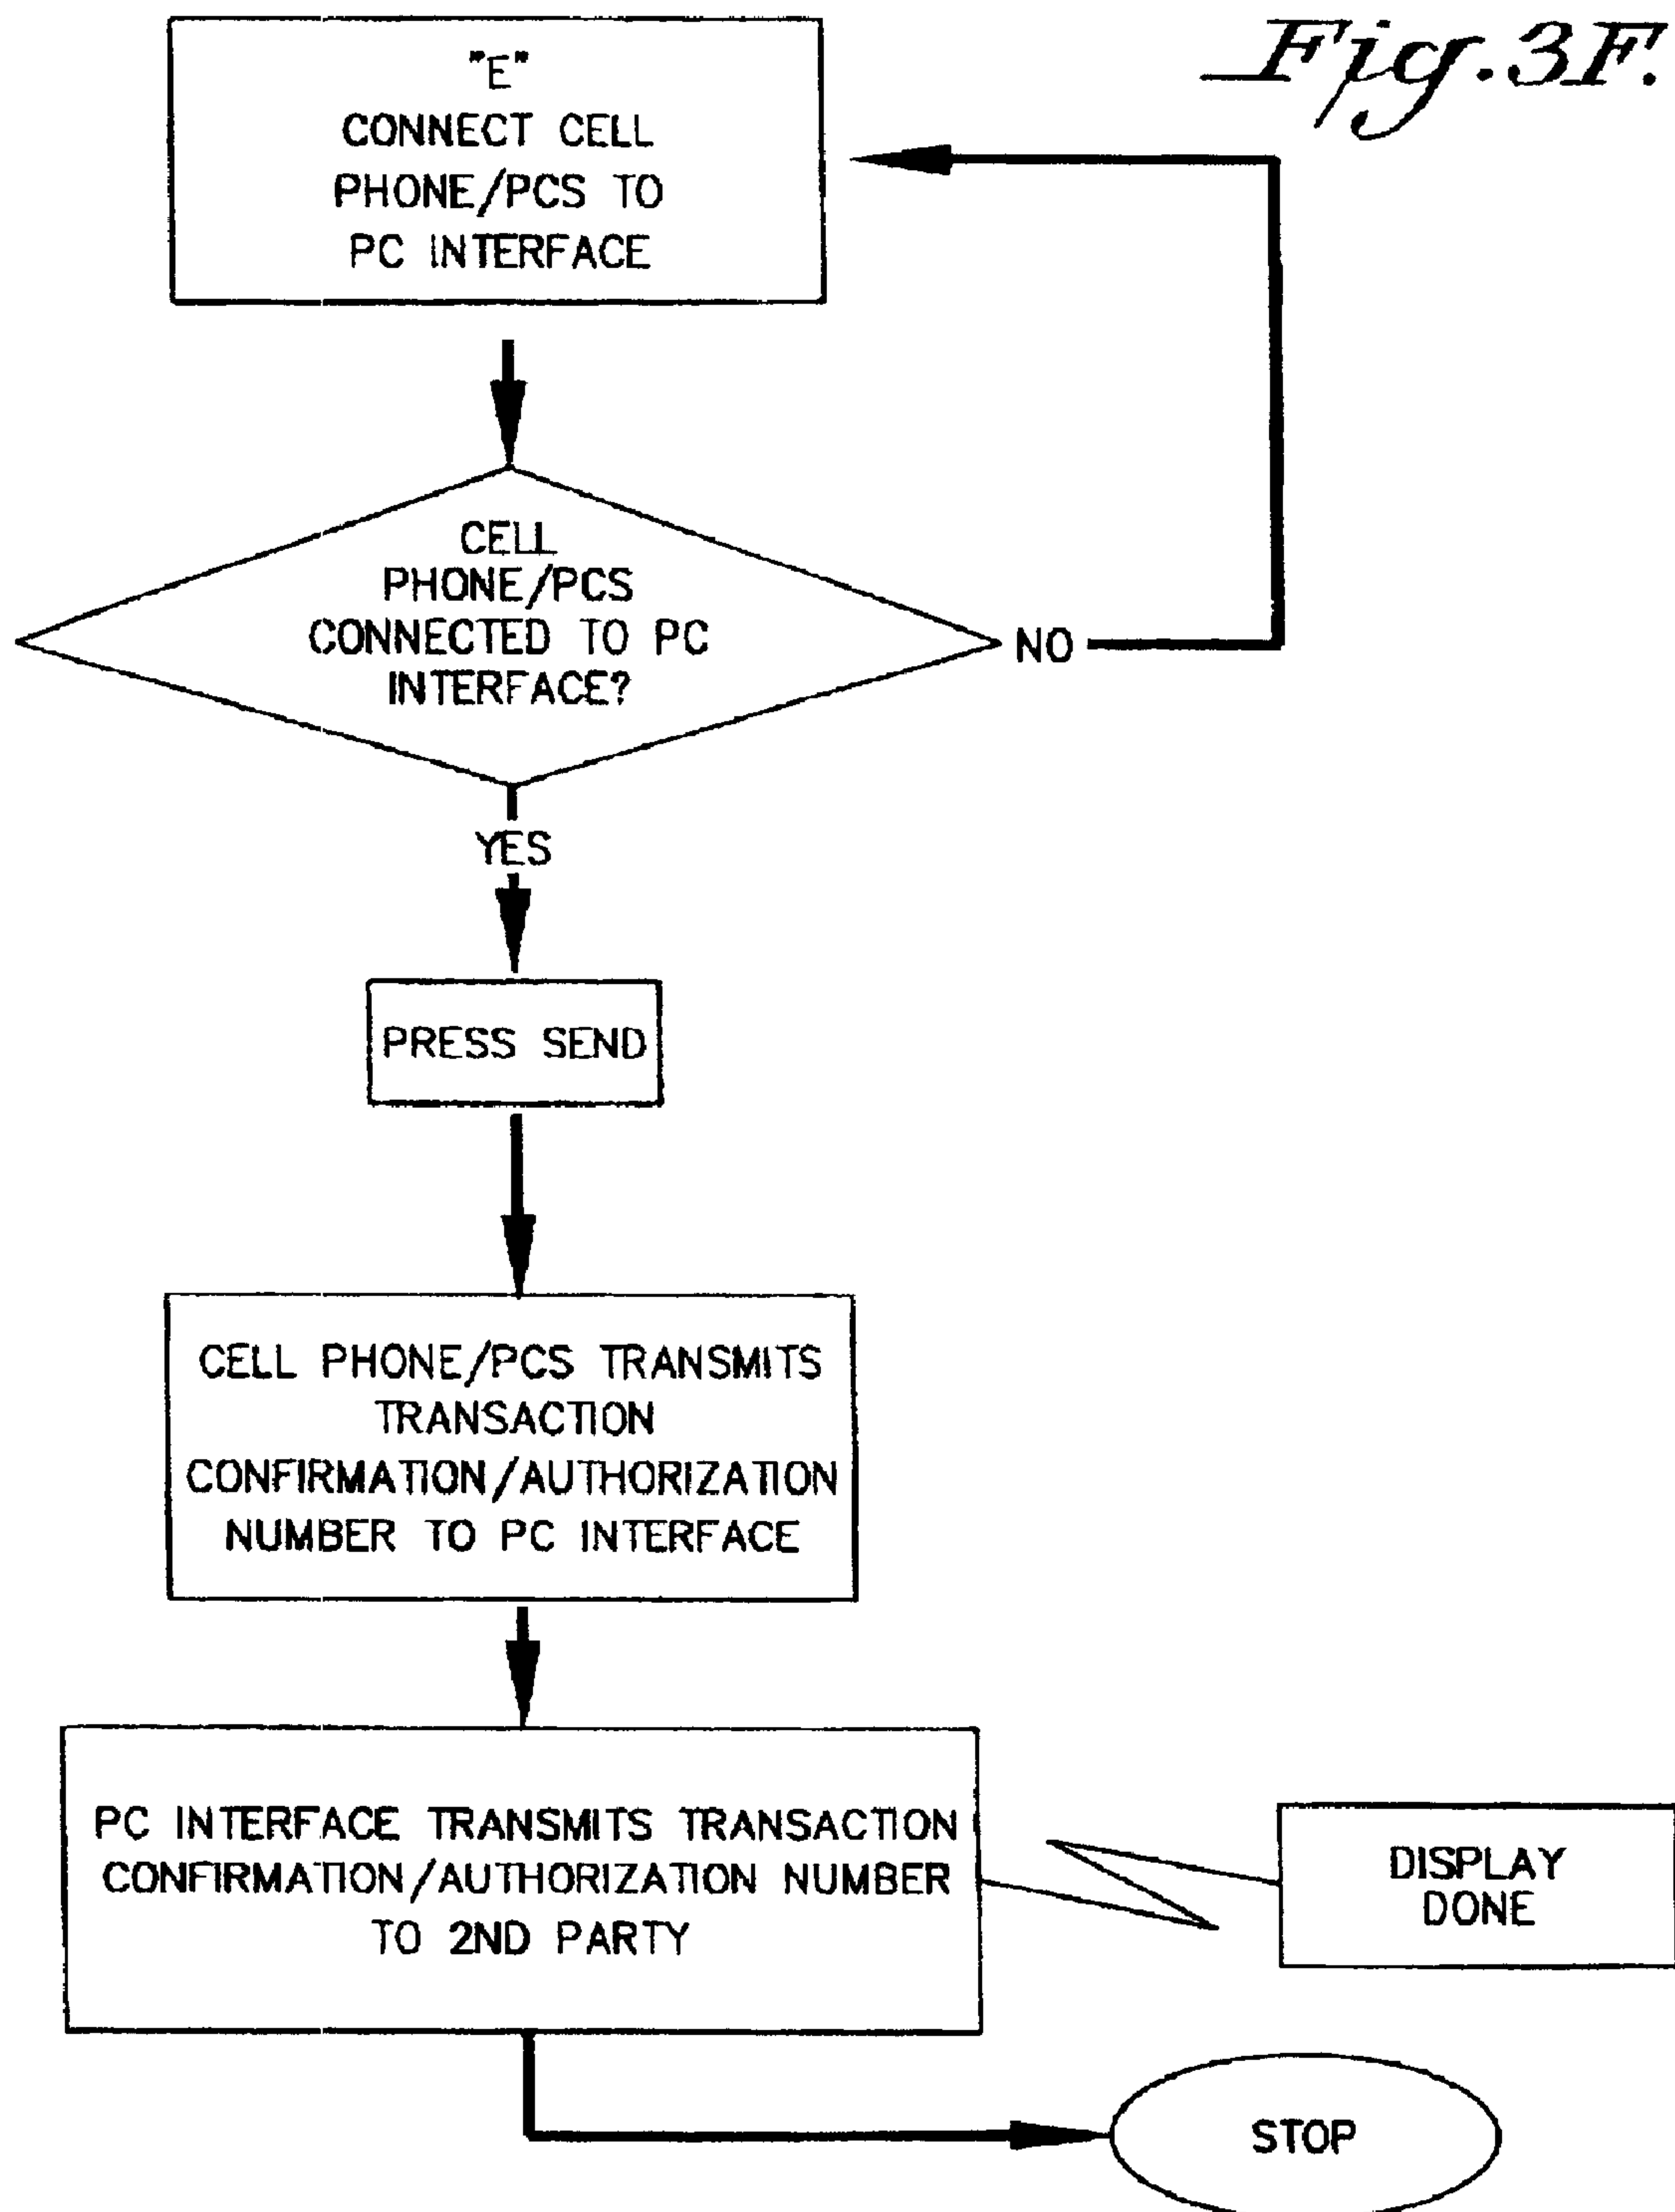 Fig. 3F.
"E"
CONNECT CELL
PHONE/PCS TO
PC INTERFACE
CELL
PHONE/PCS
CONNECTED TO PC
INTERFACE?
NO
YES
PRESS SEND
CELL PHONE/PCS TRANSMITS
TRANSACTION
CONFIRMATION/AUTHORIZATION
NUMBER TO PC INTERFACE
PC INTERFACE TRANSMITS TRANSACTION
CONFIRMATION/AUTHORIZATION NUMBER
TO 2ND PARTY
DISPLAY
DONE
STOP